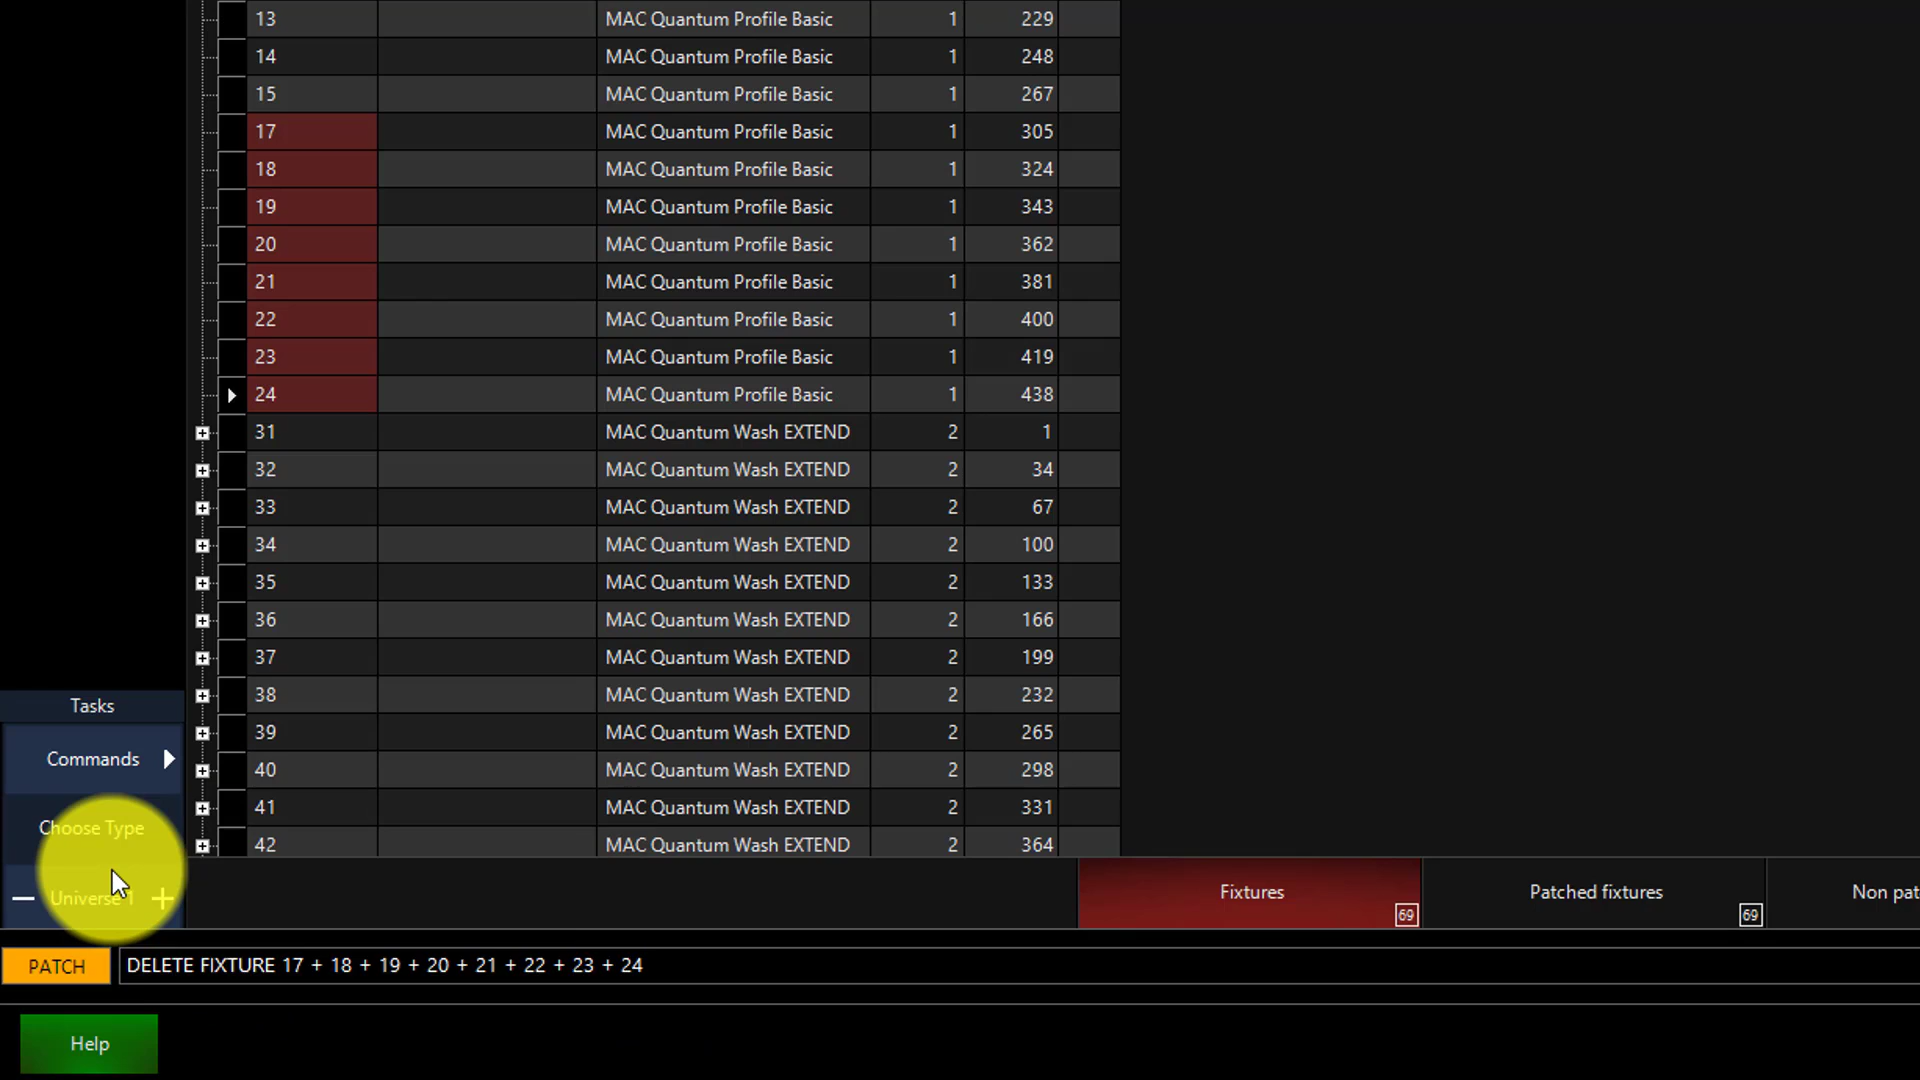 13 MAC Quantum Profile Basic 1 229
14 MAC Quantum Profile Basic 1 248
15 MAC Quantum Profile Basic 1 267
17 MAC Quantum Profile Basic 1 305
18 MAC Quantum Profile Basic 1 324
19 MAC Quantum Profile Basic 1 343
20 MAC Quantum Profile Basic 1 362
21 MAC Quantum Profile Basic 1 381
22 MAC Quantum Profile Basic 1 400
23 MAC Quantum Profile Basic 1 419
24 MAC Quantum Profile Basic 1 438
31 MAC Quantum Wash EXTEND 2 1
32 MAC Quantum Wash EXTEND 2 34
33 MAC Quantum Wash EXTEND 2 67
34 MAC Quantum Wash EXTEND 2 100
35 MAC Quantum Wash EXTEND 2 133
36 MAC Quantum Wash EXTEND 2 166
37 MAC Quantum Wash EXTEND 2 199
38 MAC Quantum Wash EXTEND 2 232
39 MAC Quantum Wash EXTEND 2 265
40 MAC Quantum Wash EXTEND 2 298
41 MAC Quantum Wash EXTEND 2 331
42 MAC Quantum Wash EXTEND 2 364
Tasks
Commands
Choose Type
Universe 1
Fixtures 69
Patched fixtures 69
Non pat
PATCH DELETE FIXTURE 17 + 18 + 19 + 20 + 21 + 22 + 23 + 24
Help